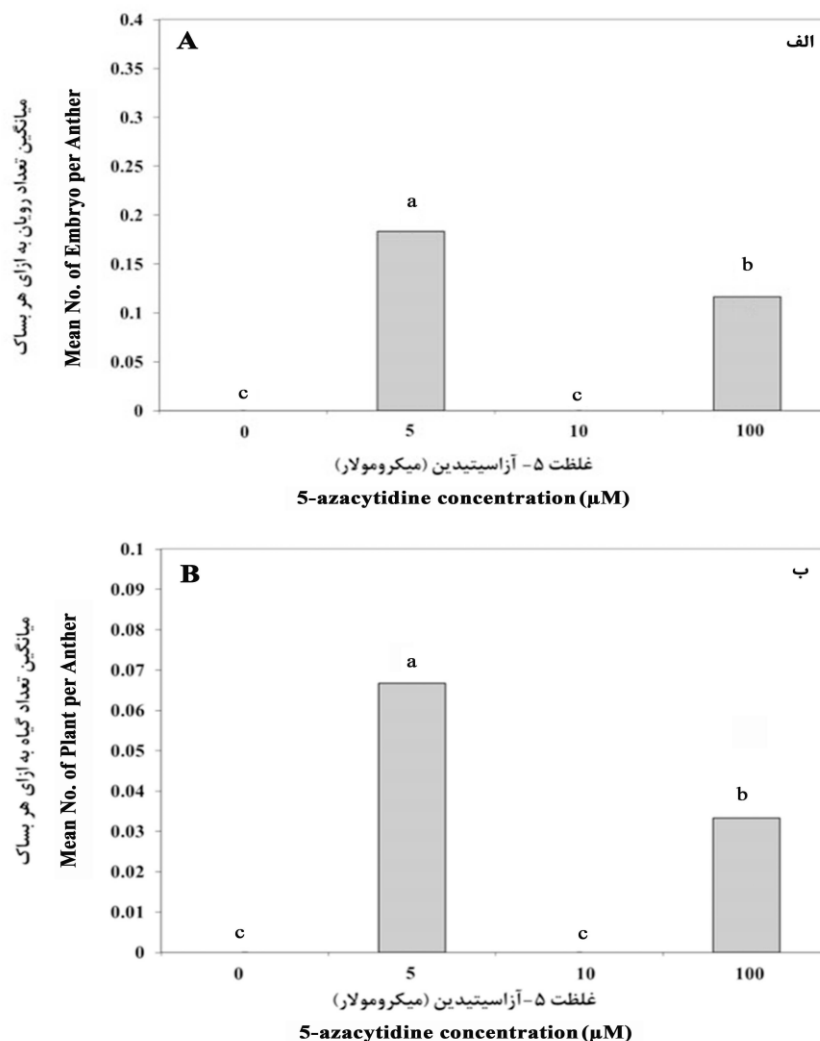 A
الف
میانگین تعداد رویان به ازای هر بساک
Mean No. of Embryo per Anther
0.4
0.35
0.3
0.25
0.2
0.15
0.1
0.05
0
c
a
c
b
0 5 10 100
غلظت ۵- آزاسیتیدین (میکرومولار)
5-azacytidine concentration (µM)
B
ب
میانگین تعداد گیاه به ازای هر بساک
Mean No. of Plant per Anther
0.1
0.09
0.08
0.07
0.06
0.05
0.04
0.03
0.02
0.01
0
c
a
c
b
0 5 10 100
غلظت ۵-آزاسیتیدین (میکرومولار)
5-azacytidine concentration (µM)